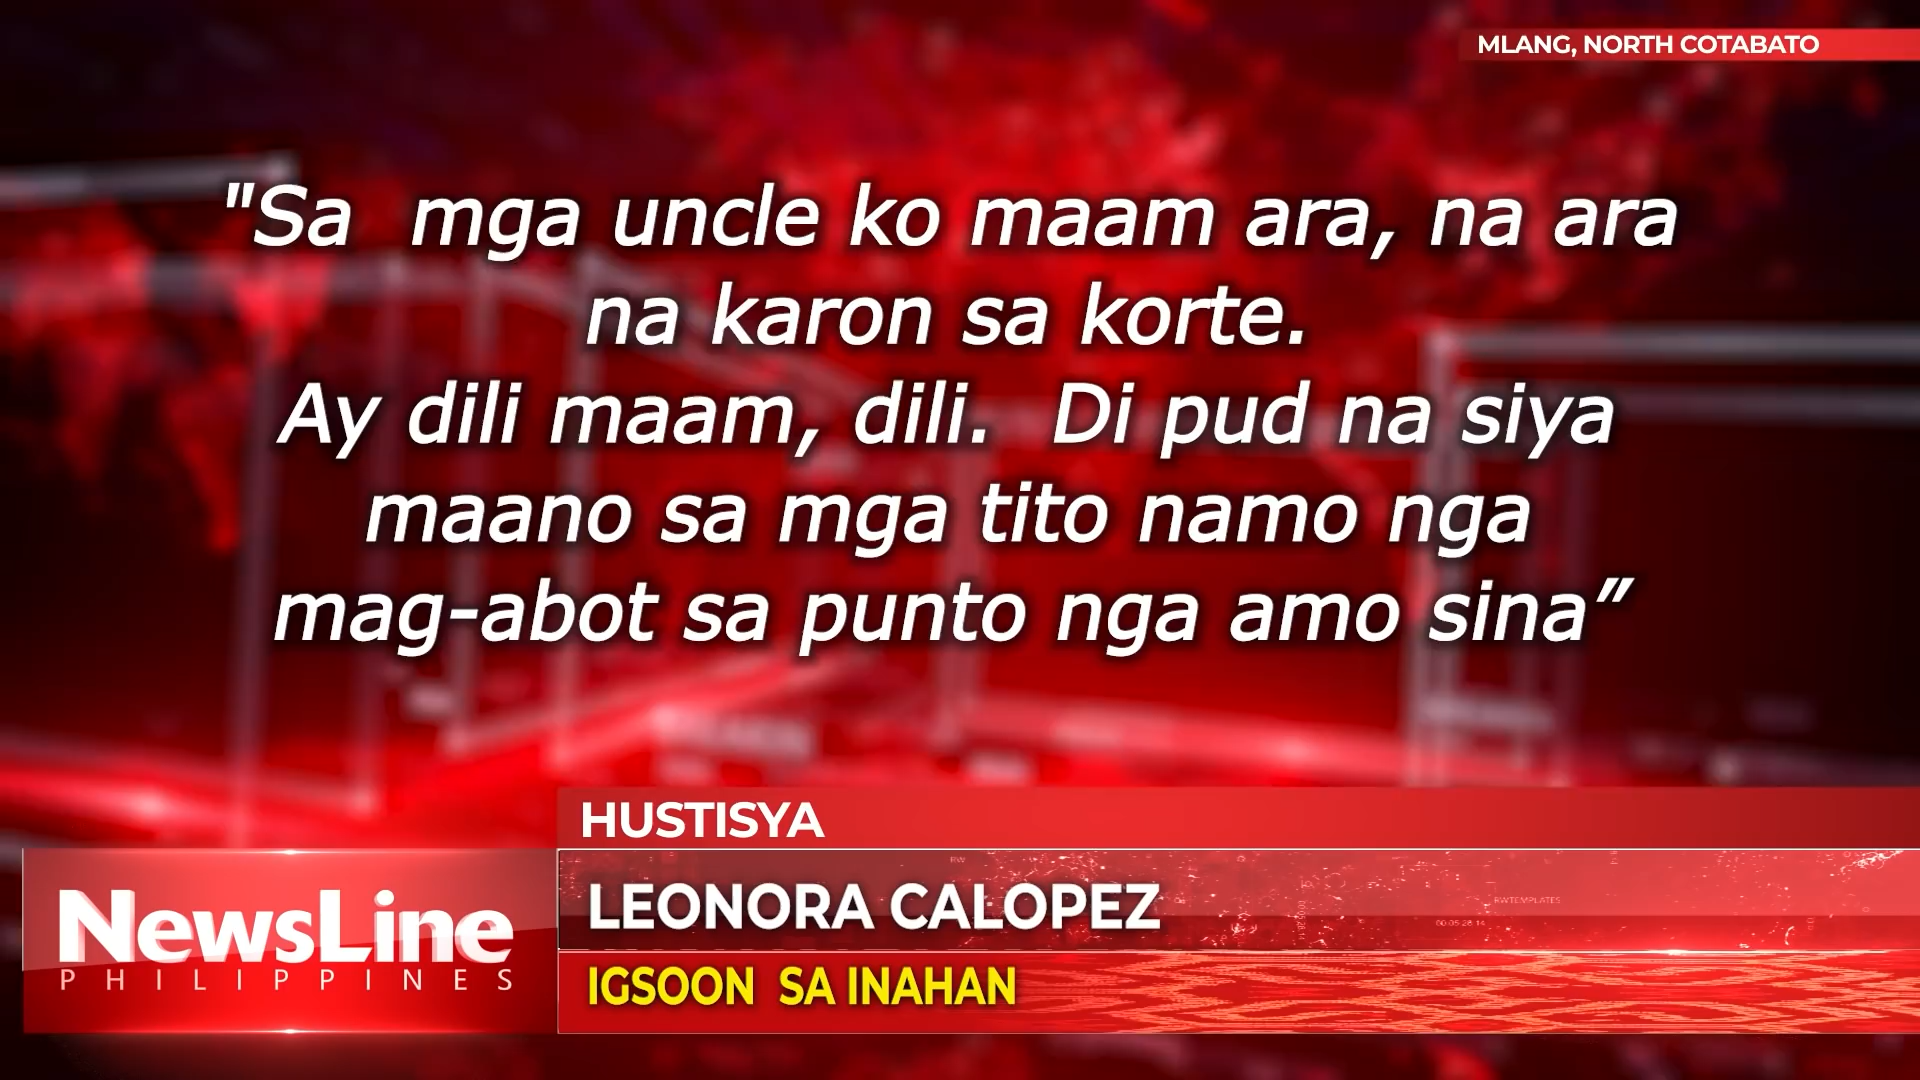 MLANG, NORTH COTABATO
"Sa mga uncle ko maam ara, na ara
na karon sa korte.
Ay dili maam, dili. Di pud na siya
maano sa mga tito namo nga
mag-abot sa punto nga amo sina”
HUSTISYA
LEONORA CALOPEZ
IGSOON SA INAHAN
NewsLine
PHILIPPINES
RW
RWTEMPLATES